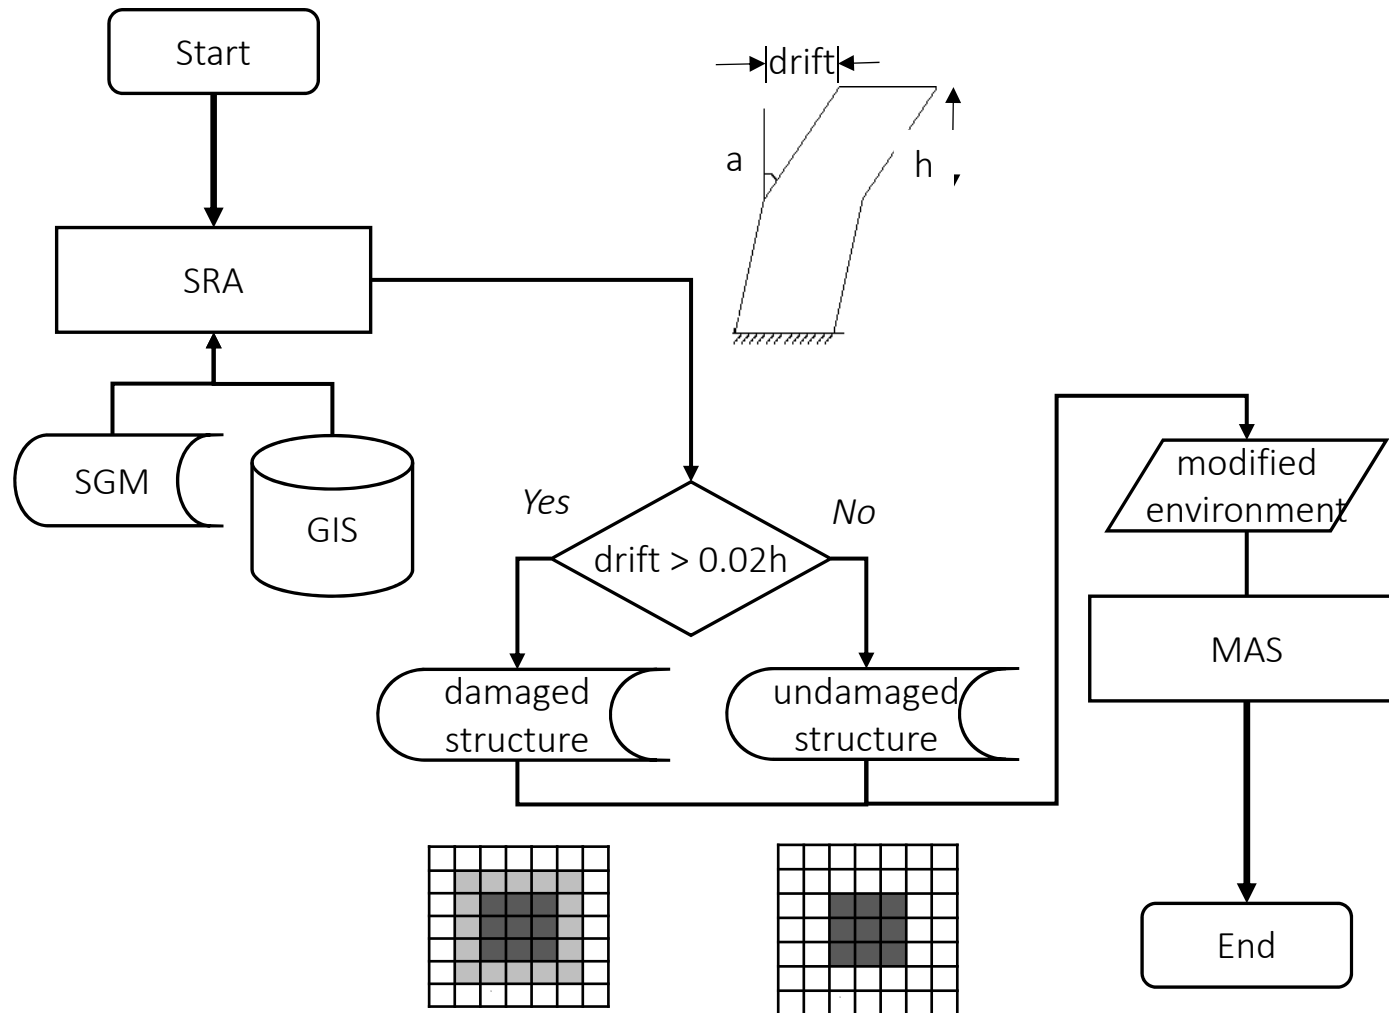 Start
drift
a
h
SRA
SGM
GIS
Yes
No
drift > 0.02h
modified
environment
MAS
damaged
structure
undamaged
structure
End